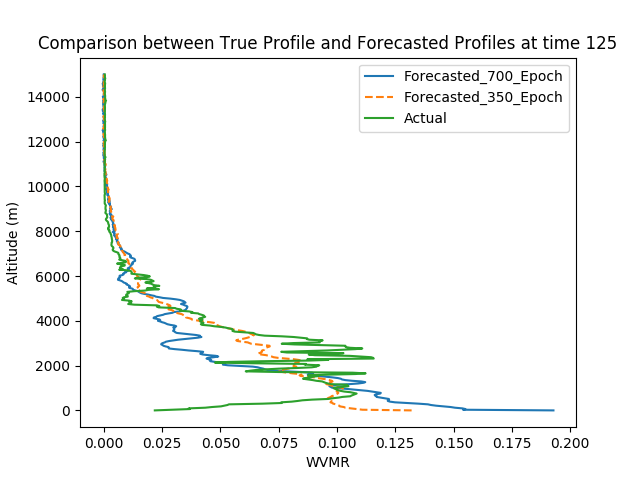 Comparison between True Profile and Forecasted Profiles at time 125
Forecasted_700_Epoch
Forecasted_350_Epoch
Actual
Altitude (m)
14000
12000
10000
8000
6000
4000
2000
0
0.000 0.025 0.050 0.075 0.100 0.125 0.150 0.175 0.200
WVMR